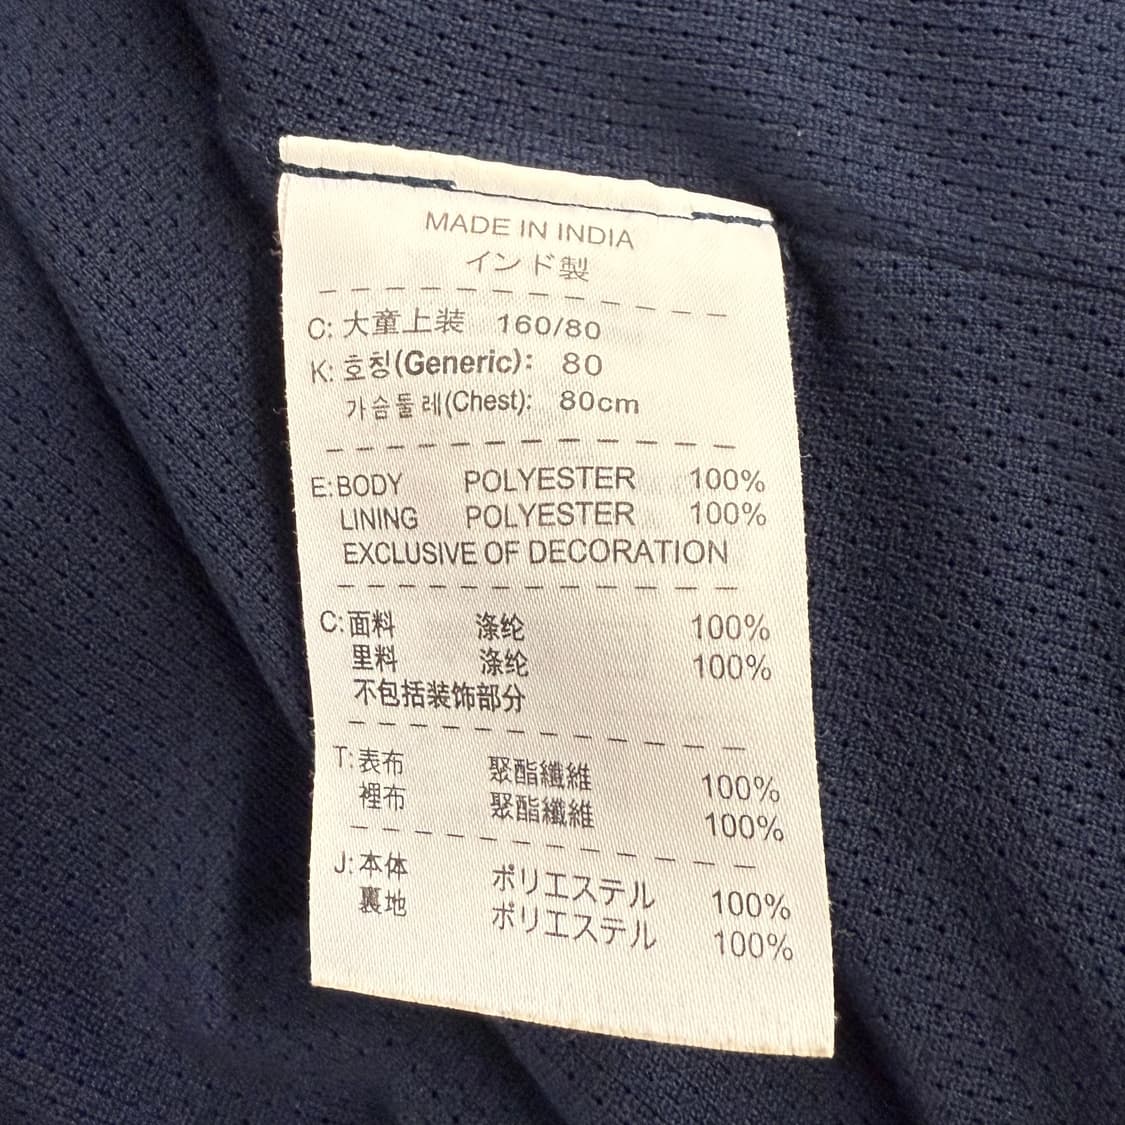 MADE IN INDIA
インド製
C: 大童上装 160/80
K: 호칭(Generic): 80
가슴둘레(Chest): 80cm
E: BODY POLYESTER 100%
LINING POLYESTER 100%
EXCLUSIVE OF DECORATION
C: 面料 涤纶 100%
里料 涤纶 100%
不包括装饰部分
T: 表布 聚酯纖維 100%
裡布 聚酯纖維 100%
J: 本体 ポリエステル 100%
裏地 ポリエステル 100%